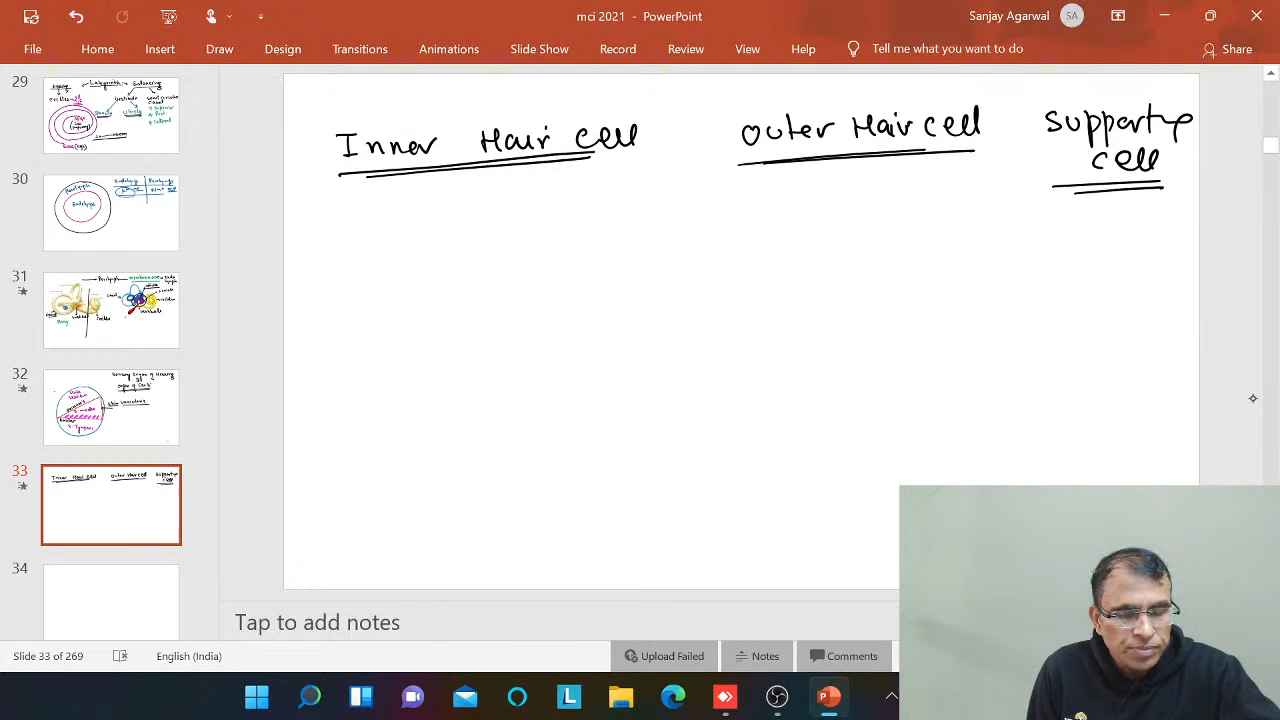 mci 2021 - PowerPoint
Sanjay Agarwal
SA
File Home Insert Draw Design Transitions Animations Slide Show Record Review View Help Tell me what you want to do Share
29
30
31
32
33
34
Inner Hair cell
Outer Hair cell
supporting
cell
Tap to add notes
Slide 33 of 269
English (India)
Upload Failed
Notes
Comments